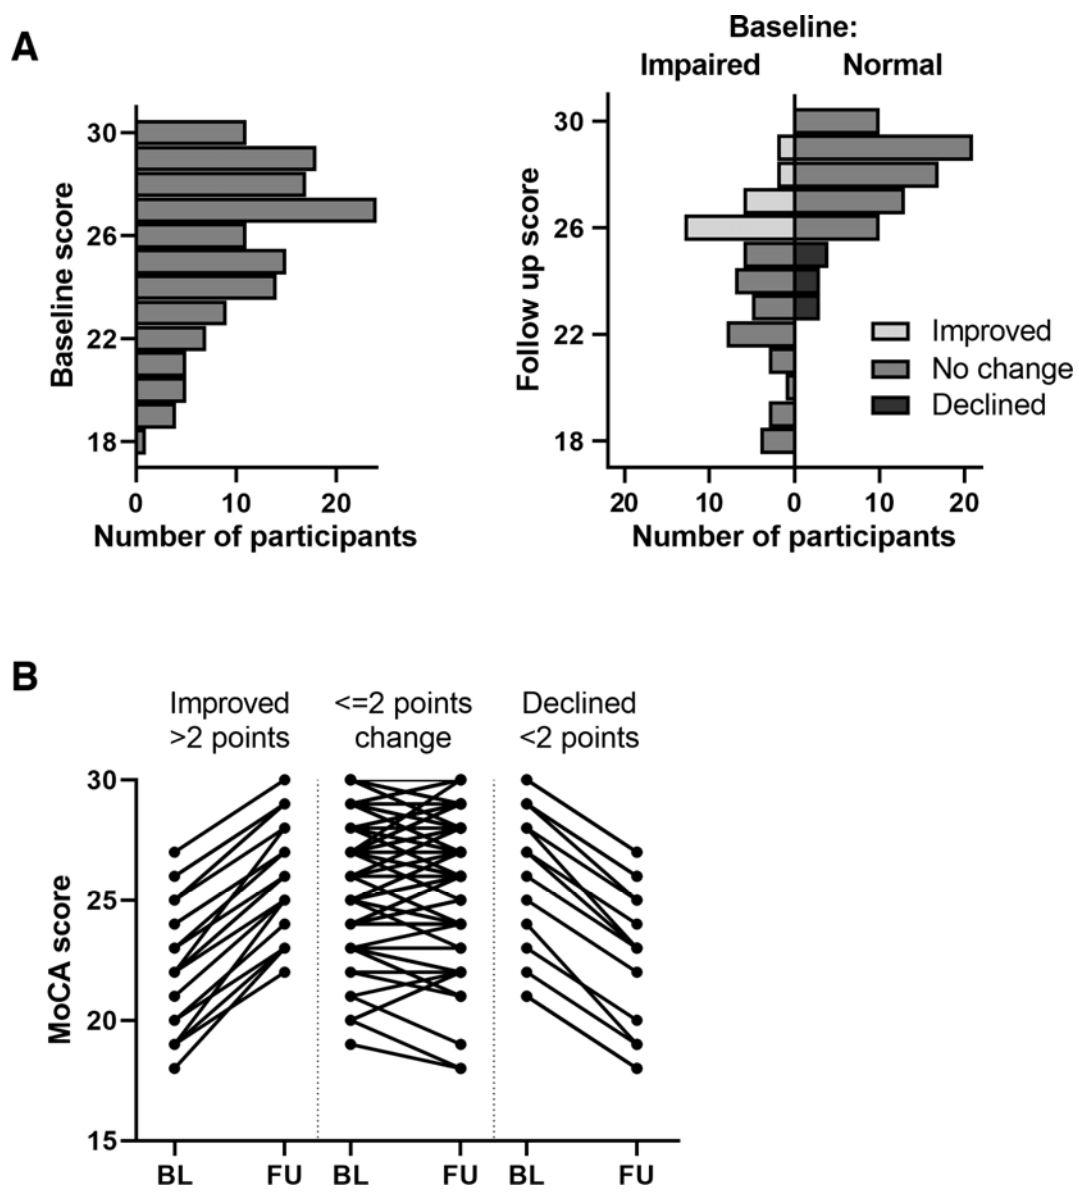 A
Baseline score
30
26
22
18
0 10 20
Number of participants
Baseline:
Impaired Normal
Follow up score
30
26
22
18
Improved
No change
Declined
20 10 0 10 20
Number of participants
B
Improved
>2 points
<=2 points
change
Declined
<2 points
MoCA score
30
25
20
15
BL FU BL FU BL FU